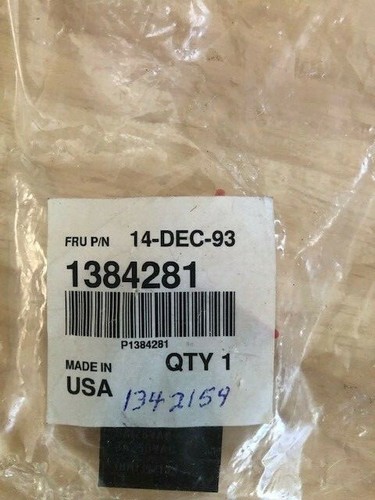 FRU P/N 14-DEC-93
1384281
P1384281
MADE IN QTY 1
USA 1342159